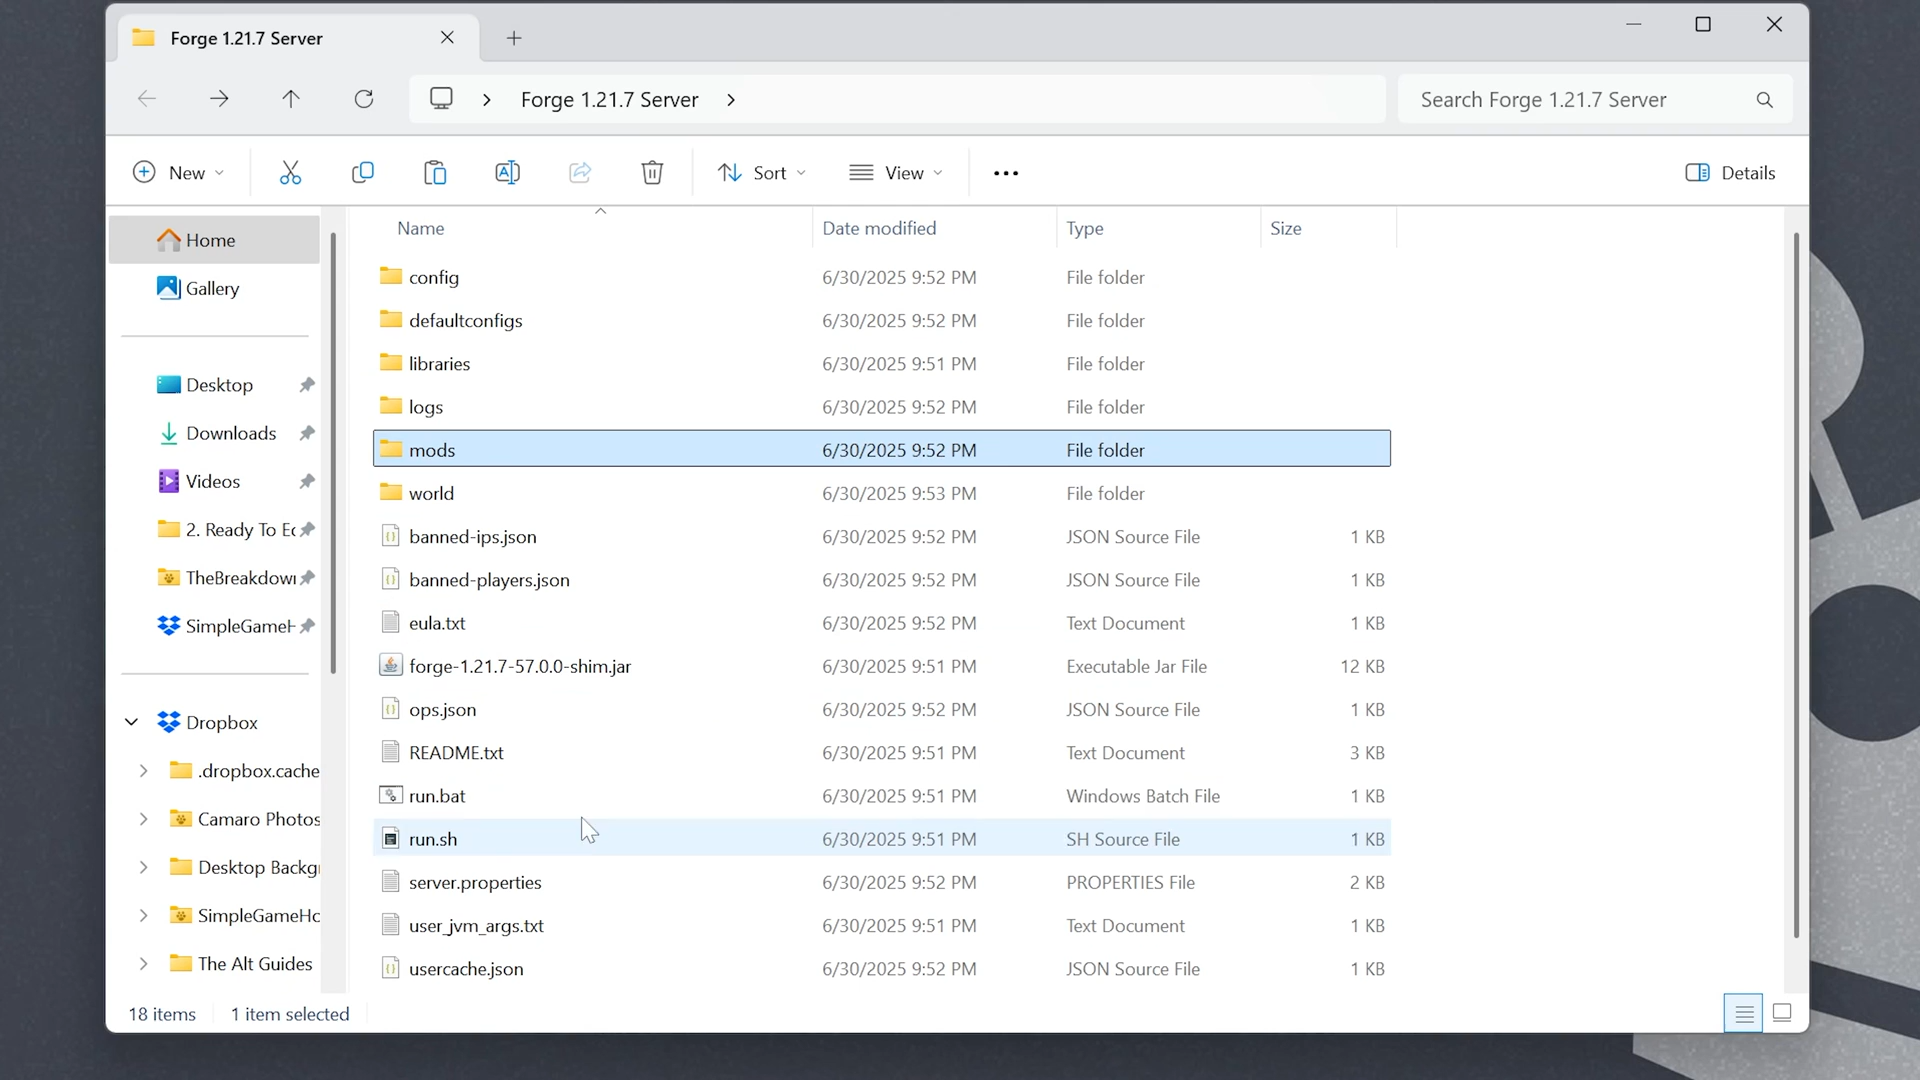 Forge 1.21.7 Server
Forge 1.21.7 Server
Search Forge 1.21.7 Server
New
Sort
View
Details
Home
Gallery
Desktop
Downloads
Videos
2. Ready To Ec
TheBreakdow
SimpleGameH
Dropbox
.dropbox.cache
Camaro Photos
Desktop Backg
SimpleGameHo
The Alt Guides
Name Date modified Type Size
config 6/30/2025 9:52 PM File folder
defaultconfigs 6/30/2025 9:52 PM File folder
libraries 6/30/2025 9:51 PM File folder
logs 6/30/2025 9:52 PM File folder
mods 6/30/2025 9:52 PM File folder
world 6/30/2025 9:53 PM File folder
banned-ips.json 6/30/2025 9:52 PM JSON Source File 1 KB
banned-players.json 6/30/2025 9:52 PM JSON Source File 1 KB
eula.txt 6/30/2025 9:52 PM Text Document 1 KB
forge-1.21.7-57.0.0-shim.jar 6/30/2025 9:51 PM Executable Jar File 12 KB
ops.json 6/30/2025 9:52 PM JSON Source File 1 KB
README.txt 6/30/2025 9:51 PM Text Document 3 KB
run.bat 6/30/2025 9:51 PM Windows Batch File 1 KB
run.sh 6/30/2025 9:51 PM SH Source File 1 KB
server.properties 6/30/2025 9:52 PM PROPERTIES File 2 KB
user_jvm_args.txt 6/30/2025 9:51 PM Text Document 1 KB
usercache.json 6/30/2025 9:52 PM JSON Source File 1 KB
18 items 1 item selected